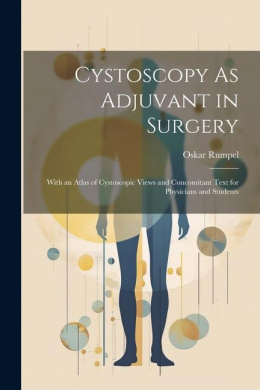 Cystoscopy As
Adjuvant in
Surgery
Oskar Rumpel
With an Atlas of Cystoscopic Views and Concomitant Text for
Physicians and Students